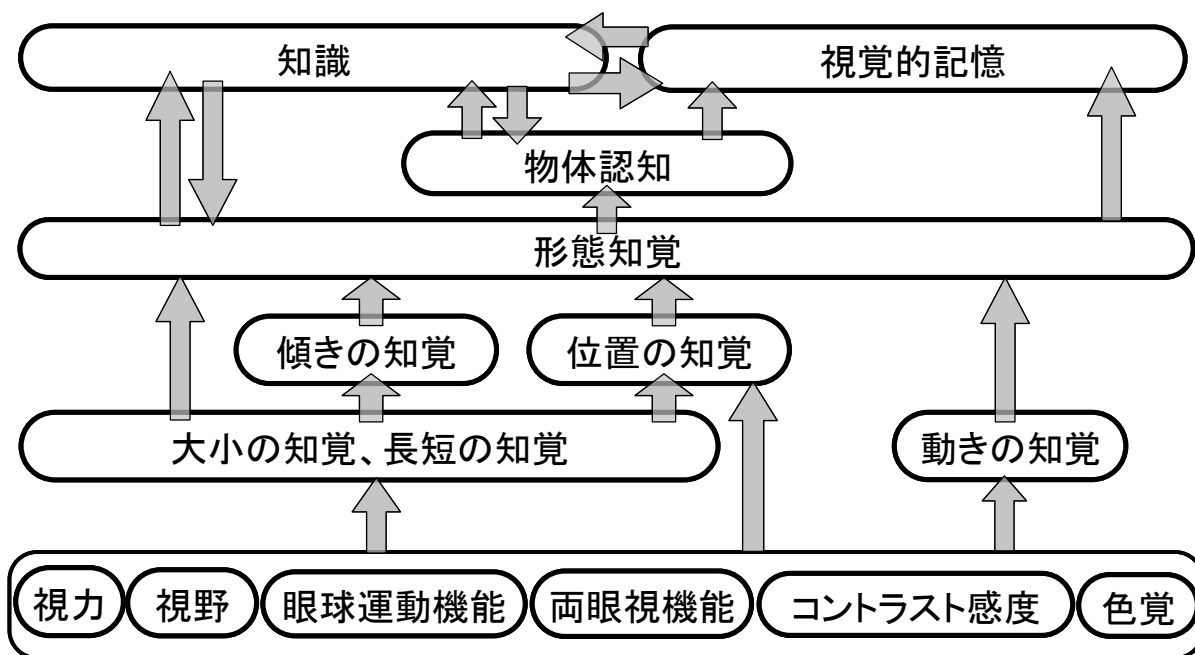 知識
視覚的記憶
物体認知
形態知覚
傾きの知覚
位置の知覚
大小の知覚、長短の知覚
動きの知覚
視力
視野
眼球運動機能
両眼視機能
コントラスト感度
色覚